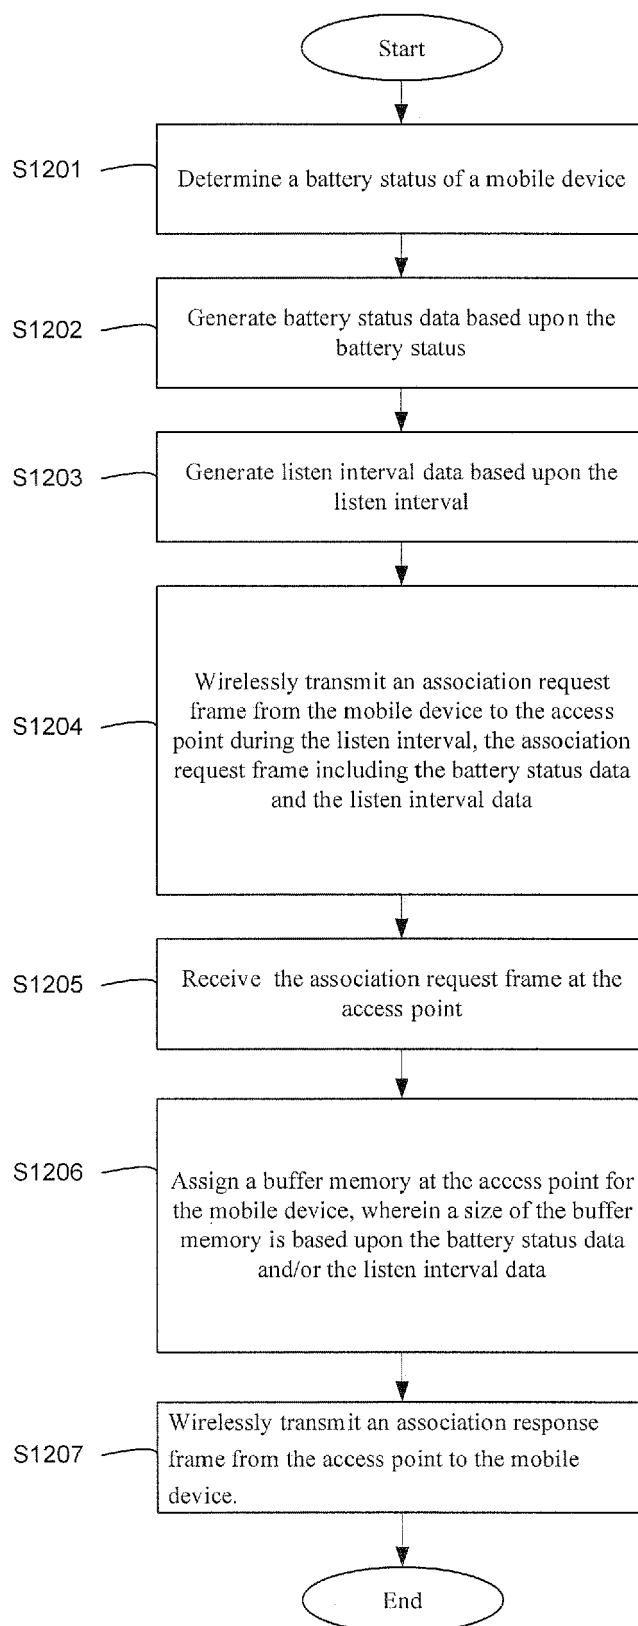 Start
S1201
Determine a battery status of a mobile device
S1202
Generate battery status data based upon the
battery status
S1203
Generate listen interval data based upon the
listen interval
S1204
Wirelessly transmit an association request
frame from the mobile device to the access
point during the listen interval, the association
request frame including the battery status data
and the listen interval data
S1205
Receive the association request frame at the
access point
S1206
Assign a buffer memory at the access point for
the mobile device, wherein a size of the buffer
memory is based upon the battery status data
and/or the listen interval data
S1207
Wirelessly transmit an association response
frame from the access point to the mobile
device.
End